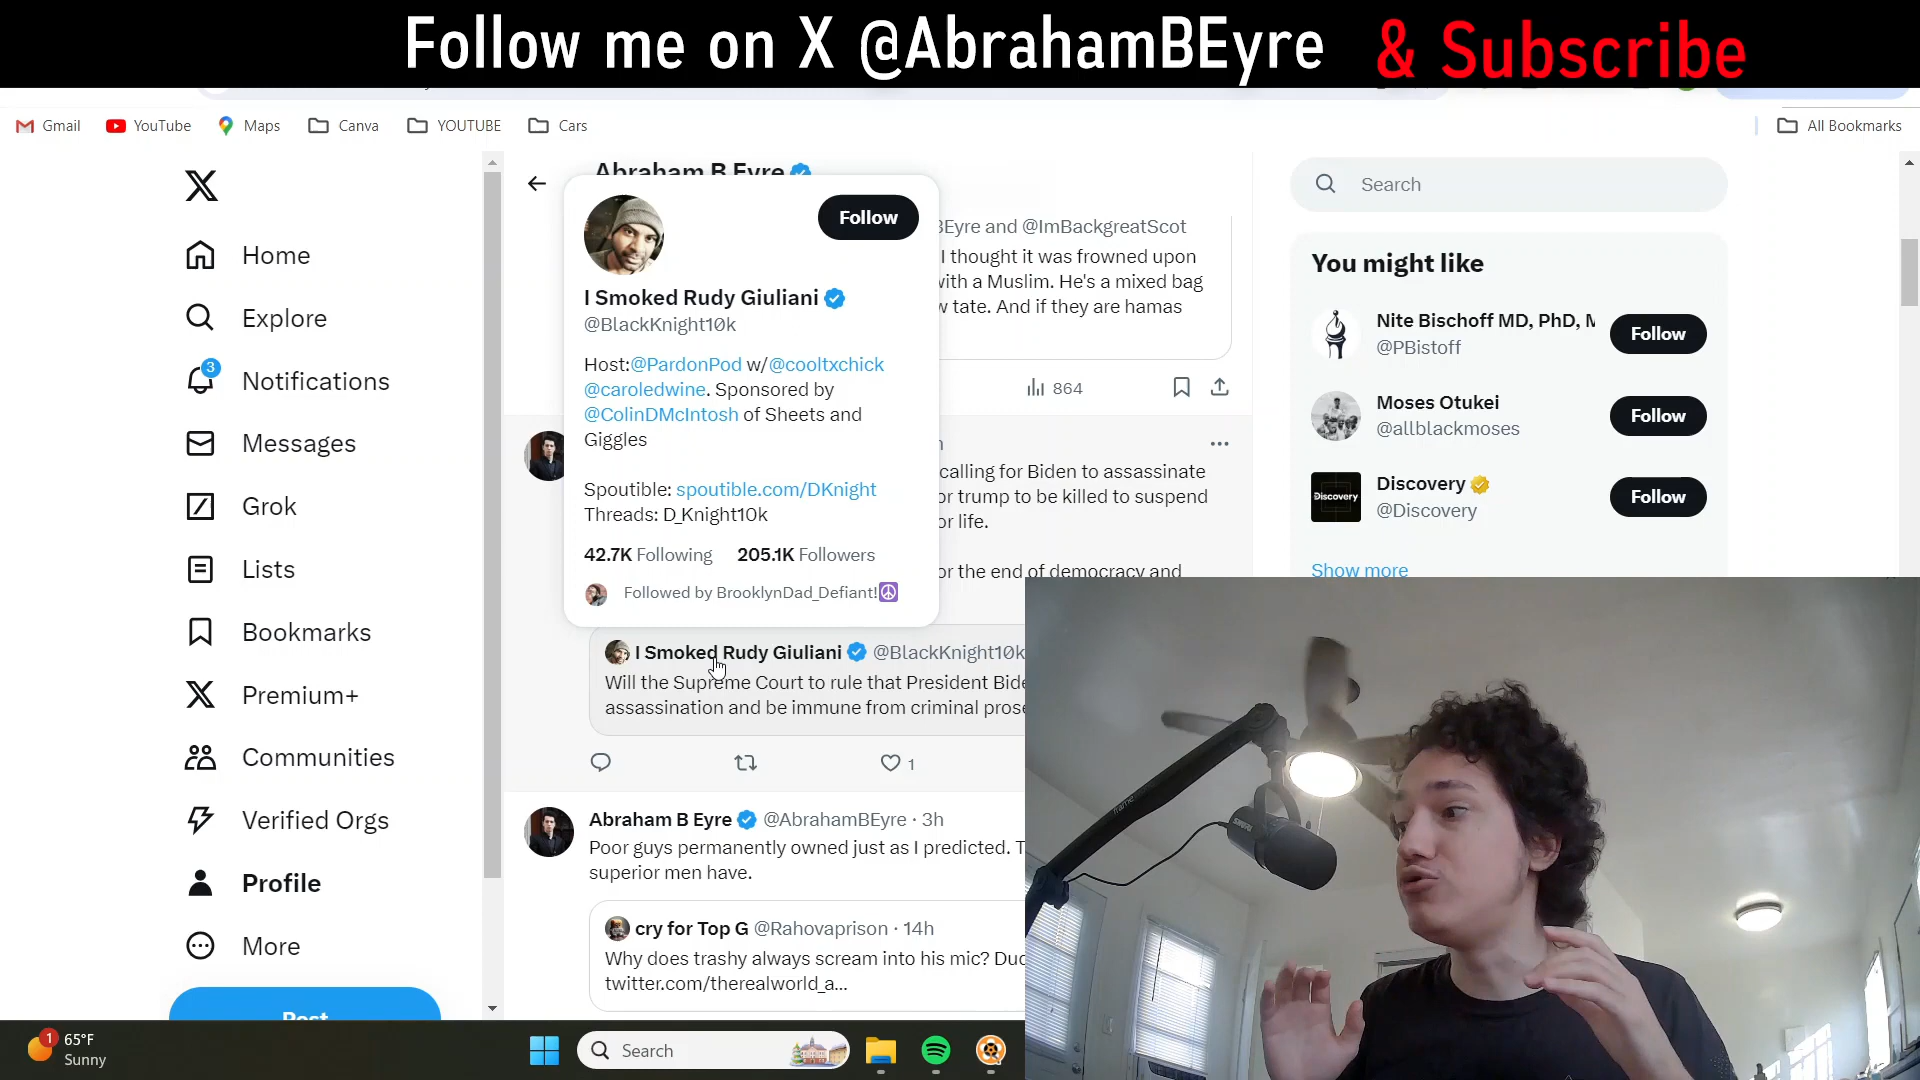 Follow me on X @AbrahamBEyre & Subscribe
Gmail YouTube Maps Canva YOUTUBE Cars All Bookmarks
Home
Explore
3
Notifications
Messages
Grok
Lists
Bookmarks
Premium+
Communities
Verified Orgs
Profile
More
Post
Abraham B Eyre
Follow
I Smoked Rudy Giuliani
@BlackKnight10k
Host:@PardonPod w/@cooltxchick
@caroledwine. Sponsored by
@ColinDMcIntosh of Sheets and
Giggles
Spoutible: spoutible.com/DKnight
Threads: D_Knight10k
42.7K Following 205.1K Followers
Followed by BrooklynDad_Defiant!
BEyre and @ImBackgreatScot
I thought it was frowned upon
with a Muslim. He's a mixed bag
tate. And if they are hamas
864
calling for Biden to assassinate
or trump to be killed to suspend
or life.
or the end of democracy and
I Smoked Rudy Giuliani @BlackKnight10k
Will the Supreme Court to rule that President
assassination and be immune from criminal
1
Abraham B Eyre @AbrahamBEyre · 3h
Poor guys permanently owned just as I predicted.
superior men have.
cry for Top G @Rahovaprison · 14h
Why does trashy always scream into his mic?
twitter.com/therealworld_a...
Search
You might like
Nite Bischoff MD, PhD,
@PBistoff
Follow
Moses Otukei
@allblackmoses
Follow
Discovery
Discovery
@Discovery
Follow
Show more
frame
SHURE
1
65°F
Sunny
Search